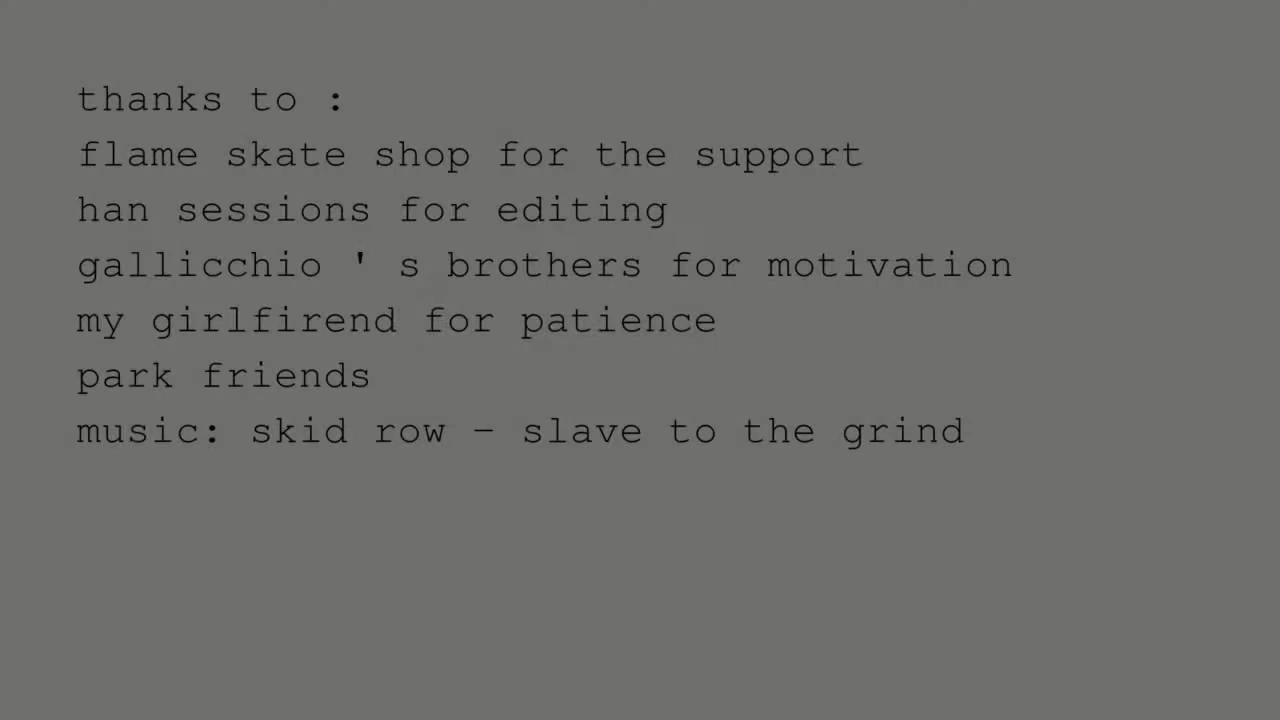 thanks to :
flame skate shop for the support
han sessions for editing
gallicchio ' s brothers for motivation
my girlfirend for patience
park friends
music: skid row - slave to the grind